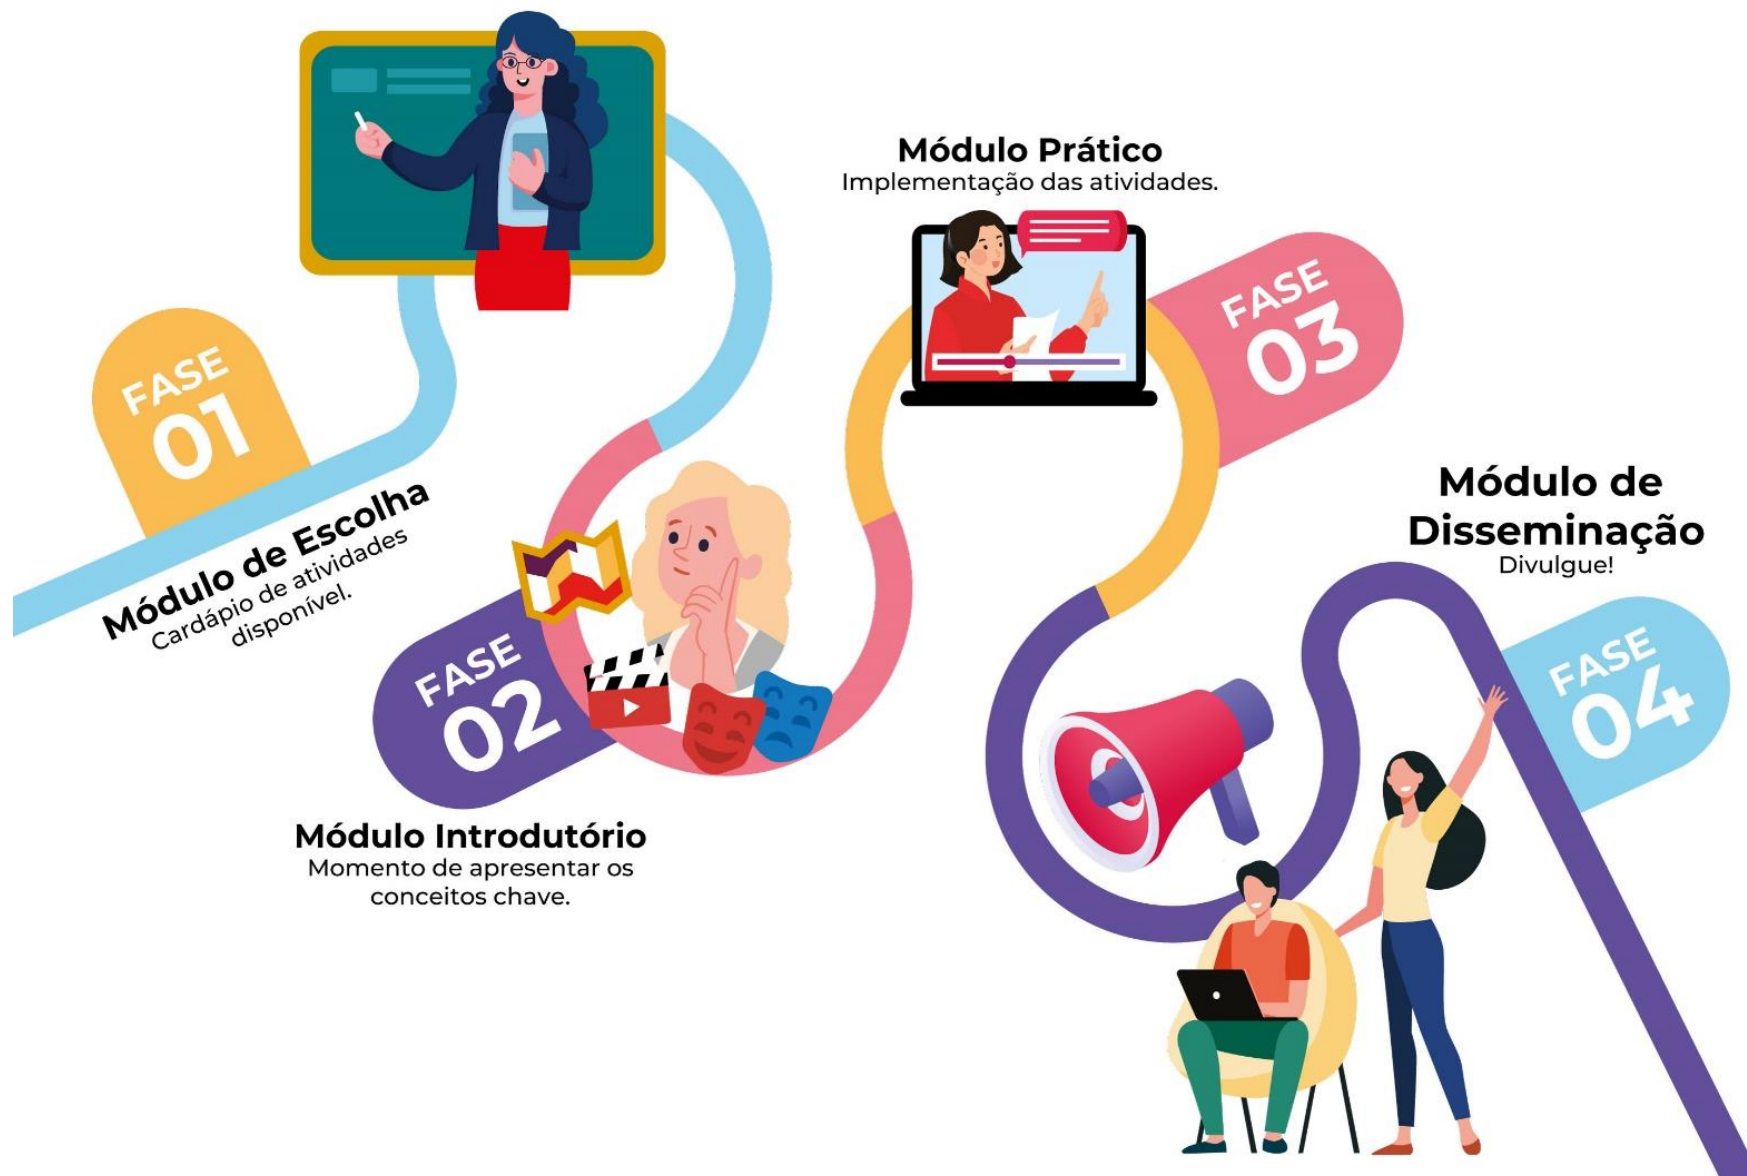 FASE
01
Módulo de Escolha
Cardápio de atividades
disponível.
FASE
02
Módulo Introdutório
Momento de apresentar os
conceitos chave.
Módulo Prático
Implementação das atividades.
FASE
03
Módulo de
Disseminação
Divulgue!
FASE
04